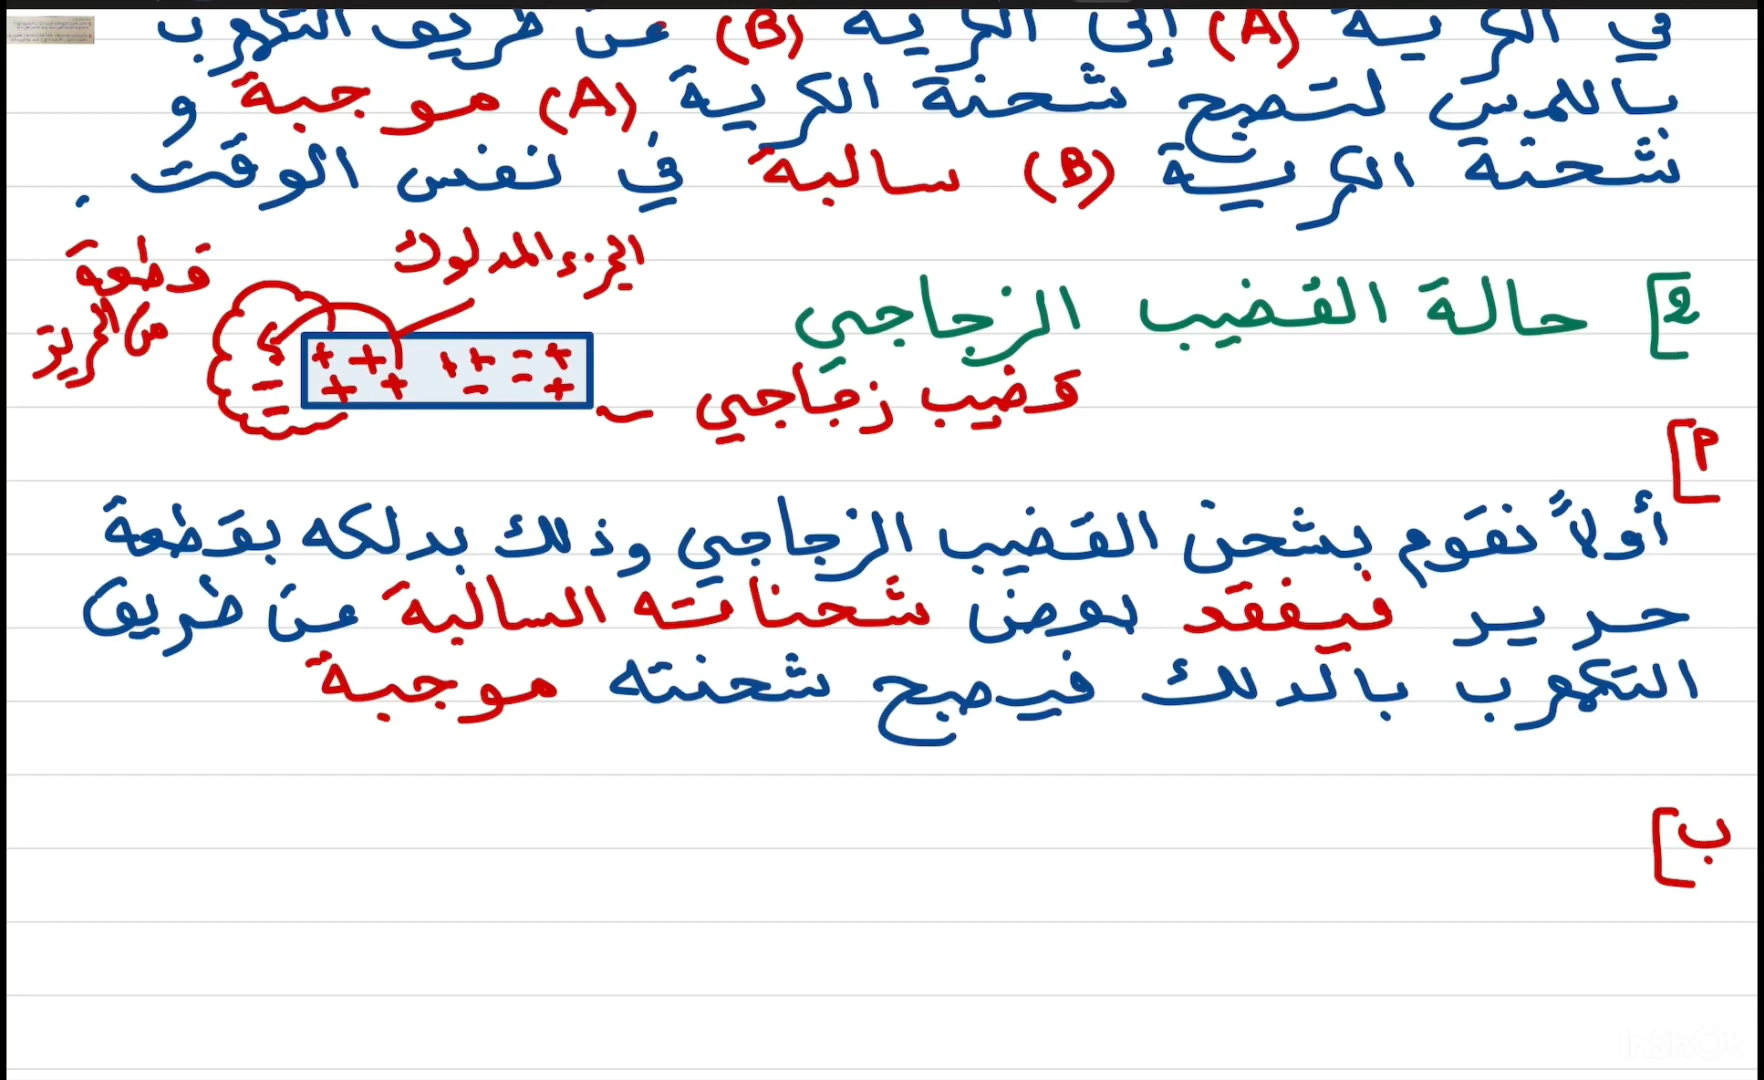 في الكرية (A) إلى الكرية (B) عن طريق التكهرب
باللمس لتصبح شحنة الكرية (A) موجبة و
شحنة الكرية (B) سالبة في نفس الوقت .
الجزء المدلوك
قطعة
من الحرير
2] حالة القضيب الزجاجي
قضيب زجاجي
أ]
أولاً نقوم بشحن القضيب الزجاجي وذلك بدلكه بقطعة
حرير فيفقد بعض شحناته السالبة عن طريق
التكهرب بالدلك فيصبح شحنته موجبة
ب]
InShOt